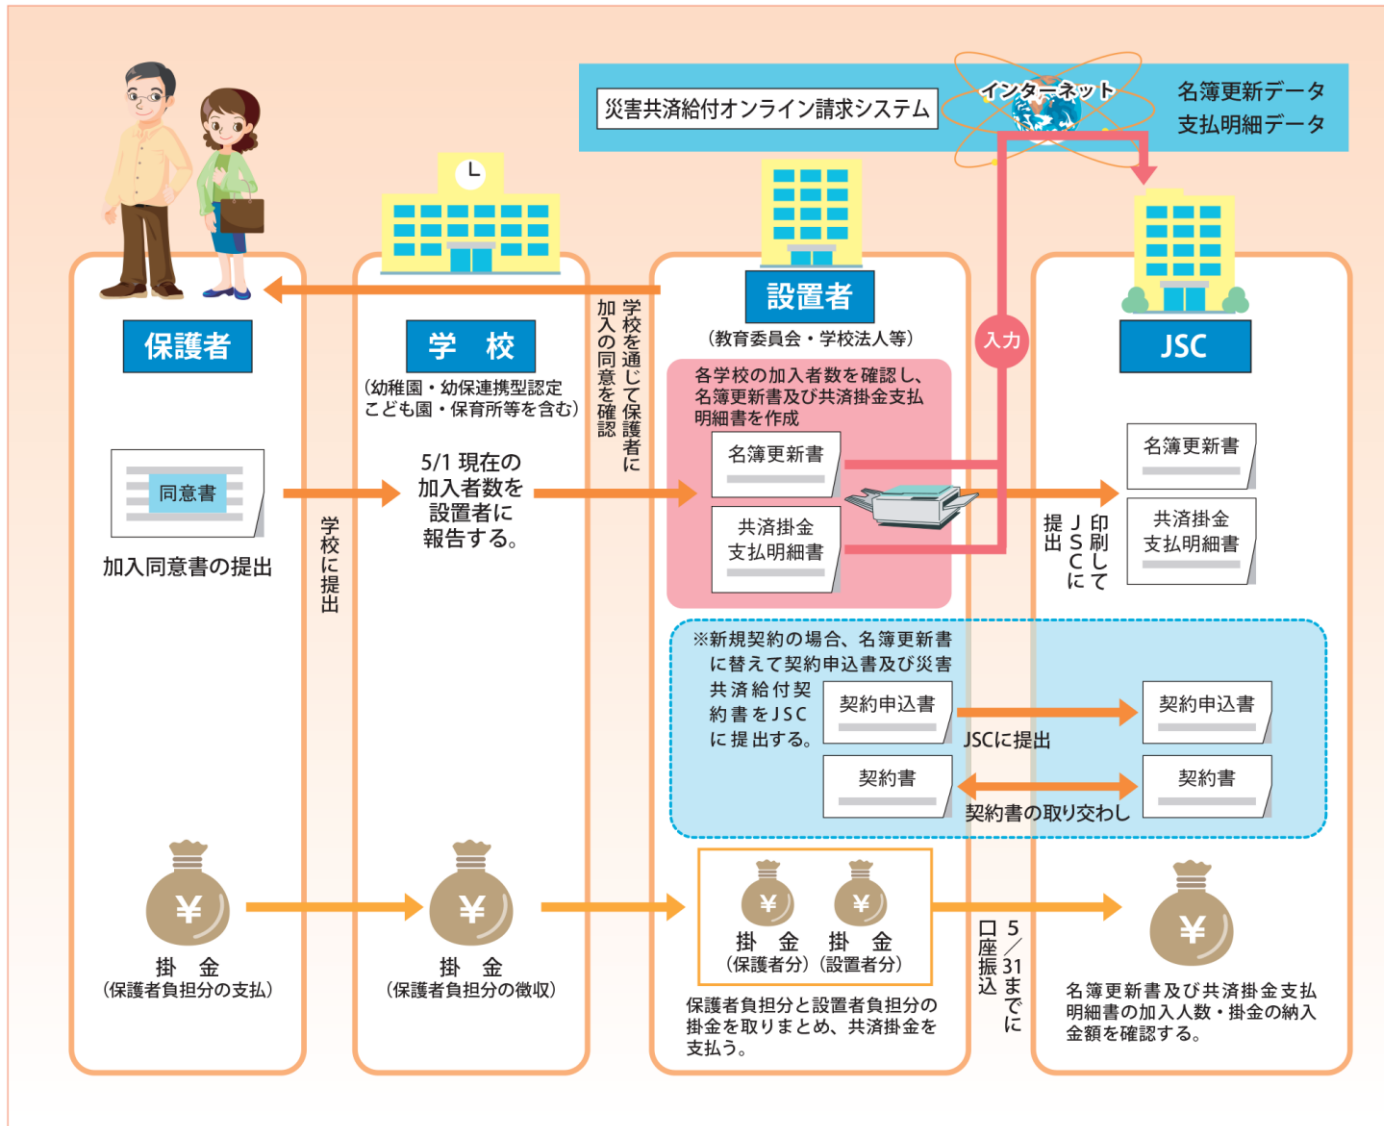 災害共済給付オンライン請求システム
インターネット
名簿更新データ
支払明細データ
保護者
学　校
(幼稚園・幼保連携型認定
こども園・保育所等を含む)
設置者
(教育委員会・学校法人等)
JSC
入力
学校を通じて保護者に
加入の同意を確認
同意書
加入同意書の提出
学校に提出
5/1 現在の
加入者数を
設置者に
報告する。
各学校の加入者数を確認し、
名簿更新書及び共済掛金支払
明細書を作成
名簿更新書
共済掛金
支払明細書
印刷して
JSCに
提出
名簿更新書
共済掛金
支払明細書
※新規契約の場合、名簿更新書
に替えて契約申込書及び災害
共済給付契
約書をJSC
に提出する。
契約申込書
JSCに提出
契約申込書
契約書
契約書の取り交わし
契約書
¥
掛　金
(保護者負担分の支払)
¥
掛　金
(保護者負担分の徴収)
¥
掛　金
(保護者分)
¥
掛　金
(設置者分)
保護者負担分と設置者負担分の
掛金を取りまとめ、共済掛金を
支払う。
5／31までに
口座振込
¥
名簿更新書及び共済掛金支払
明細書の加入人数・掛金の納入
金額を確認する。